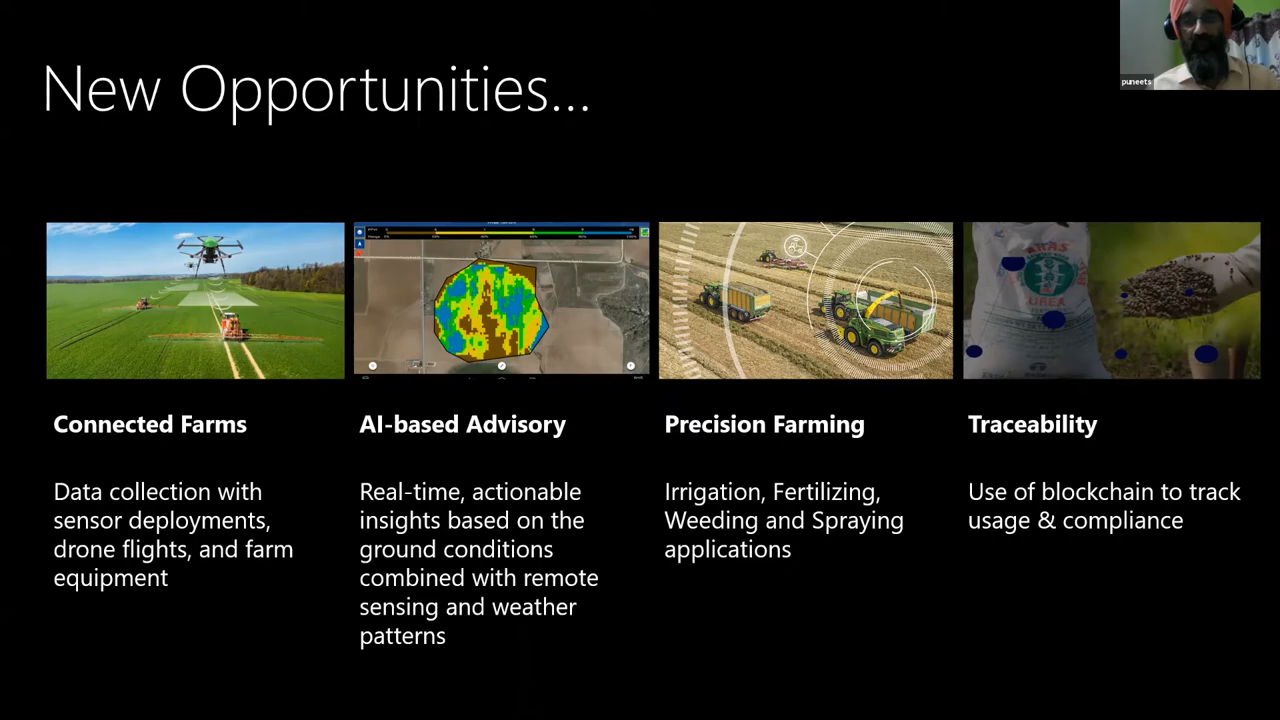 New Opportunities...
puneets
UREA
Connected Farms
Data collection with
sensor deployments,
drone flights, and farm
equipment
AI-based Advisory
Real-time, actionable
insights based on the
ground conditions
combined with remote
sensing and weather
patterns
Precision Farming
Irrigation, Fertilizing,
Weeding and Spraying
applications
Traceability
Use of blockchain to track
usage & compliance